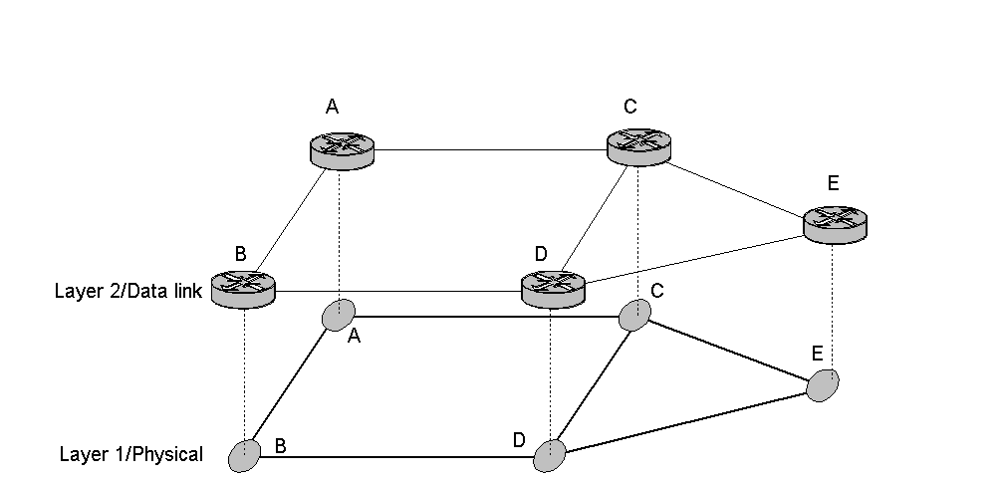 A
C
E
B
D
Layer 2/Data link
C
A
E
D
B
Layer 1/Physical